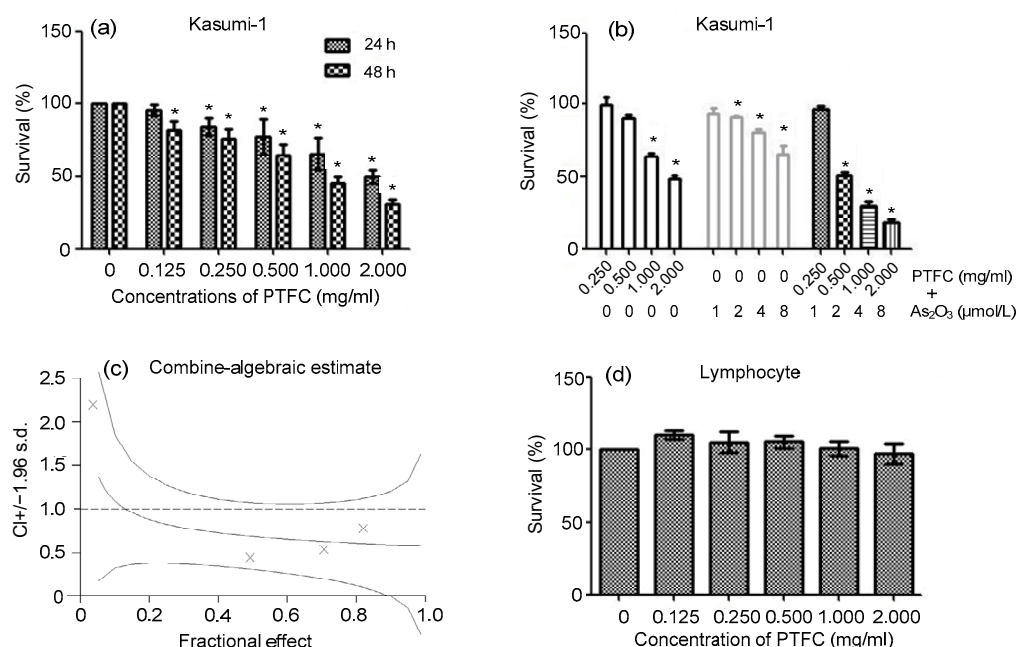 (a) Kasumi-1
24 h
48 h
Survival (%)
150
100
50
0
* * * * * * * * *
0 0.125 0.250 0.500 1.000 2.000
Concentrations of PTFC (mg/ml)
(b) Kasumi-1
Survival (%)
150
100
50
0
* * * * * * * *
0.250 0.500 1.000 2.000 0 0 0 0 0.250 0.500 1.000 2.000 PTFC (mg/ml)
+
0 0 0 0 1 2 4 8 1 2 4 8 As₂O₃ (µmol/L)
(c) Combine-algebraic estimate
CI+/−1.96 s.d.
2.5
2.0
1.5
1.0
0.5
0
0 0.2 0.4 0.6 0.8 1.0
Fractional effect
(d) Lymphocyte
Survival (%)
150
100
50
0
0 0.125 0.250 0.500 1.000 2.000
Concentration of PTFC (mg/ml)